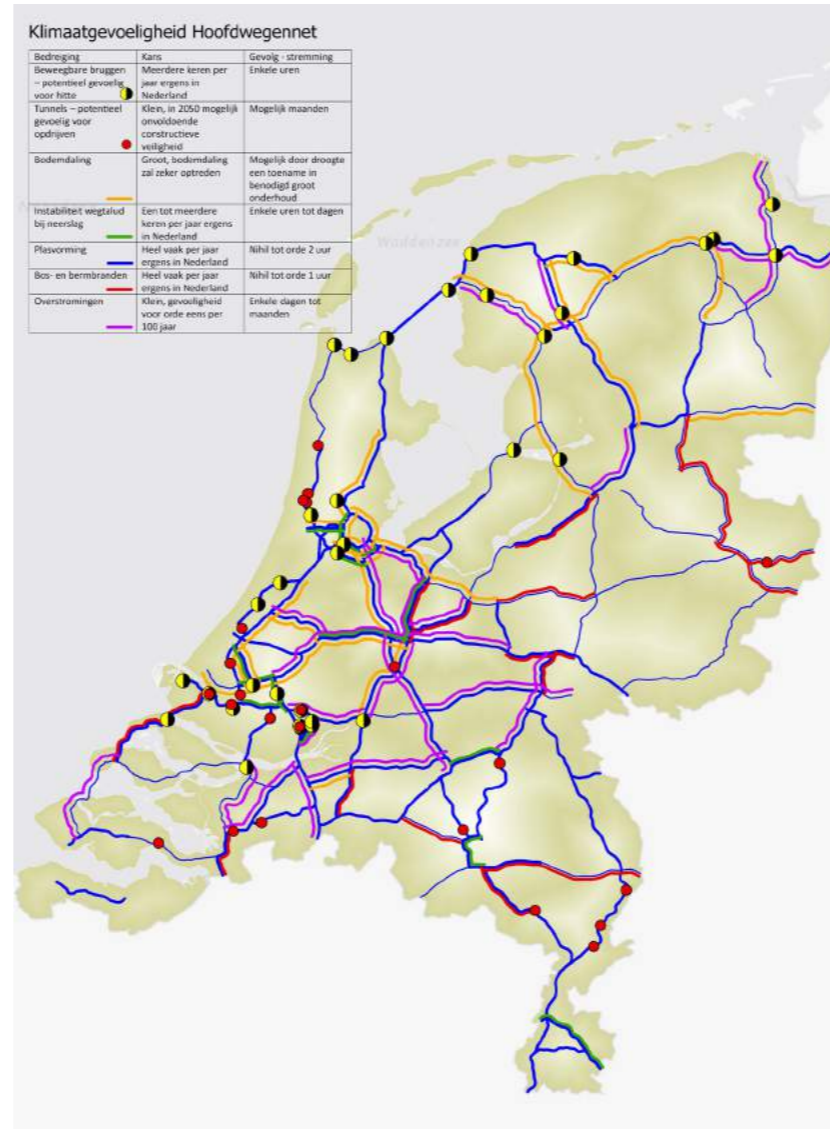 Klimaatgevoeligheid Hoofdwegennet
Bedreiging
Kans
Gevolg - stremming
Beweegbare bruggen
– potentieel gevoelig
voor hitte
Meerdere keren per
jaar ergens in
Nederland
Enkele uren
Tunnels – potentieel
gevoelig voor
opdrijven
Klein, in 2050 mogelijk
onvoldoende
constructieve
veiligheid
Mogelijk maanden
Bodemdaling
Groot, bodemdaling
zal zeker optreden
Mogelijk door droogte
een toename in
benodigd groot
onderhoud
Instabiliteit wegtalud
bij neerslag
Een tot meerdere
keren per jaar ergens
in Nederland
Enkele uren tot dagen
Plasvorming
Heel vaak per jaar
ergens in Nederland
Nihil tot orde 2 uur
Bos- en bermbranden
Heel vaak per jaar
ergens in Nederland
Nihil tot orde 1 uur
Overstromingen
Klein, gevoeligheid
voor orde eens per
100 jaar
Enkele dagen tot
maanden
Waddenzee